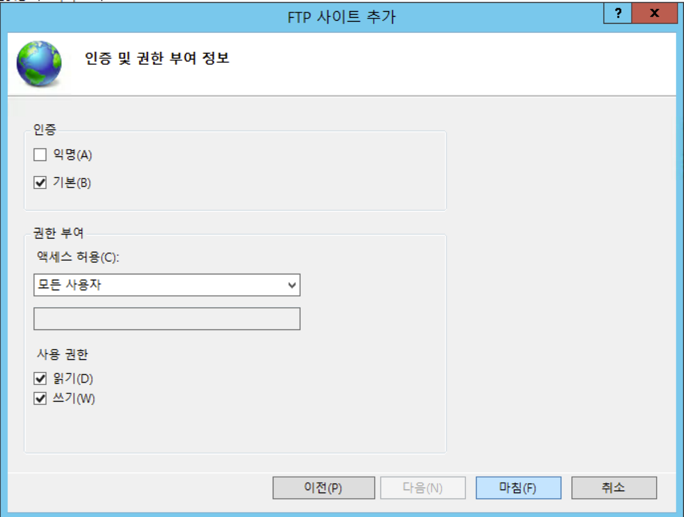 FTP 사이트 추가
?
x
인증 및 권한 부여 정보
인증
익명(A)
기본(B)
권한 부여
액세스 허용(C):
모든 사용자
사용 권한
읽기(D)
쓰기(W)
이전(P) 다음(N) 마침(F) 취소